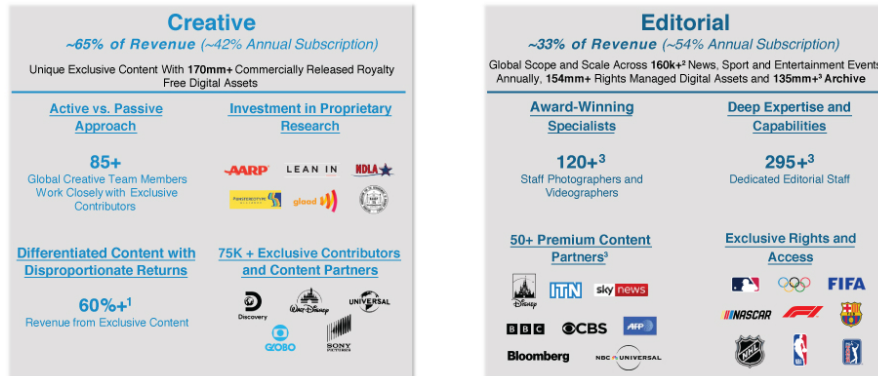 Creative
~65% of Revenue (~42% Annual Subscription)
Unique Exclusive Content With 170mm+ Commercially Released Royalty
Free Digital Assets
Active vs. Passive
Approach
85+
Global Creative Team Members
Work Closely with Exclusive
Contributors
Investment in Proprietary
Research
AARP
LEAN IN
NDLA
glaad
Differentiated Content with
Disproportionate Returns
60%+1
Revenue from Exclusive Content
75K + Exclusive Contributors
and Content Partners
Discovery
Walt Disney
UNIVERSAL
GLOBO
SONY
PICTURES
Editorial
~33% of Revenue (~54% Annual Subscription)
Global Scope and Scale Across 160k+2 News, Sport and Entertainment Events
Annually, 154mm+ Rights Managed Digital Assets and 135mm+3 Archive
Award-Winning
Specialists
120+3
Staff Photographers and
Videographers
Deep Expertise and
Capabilities
295+3
Dedicated Editorial Staff
50+ Premium Content
Partners3
Disney
ITN
sky news
BBC
CBS
AFP
Bloomberg
NBC UNIVERSAL
Exclusive Rights and
Access
FIFA
NASCAR
F1
NHL
NBA